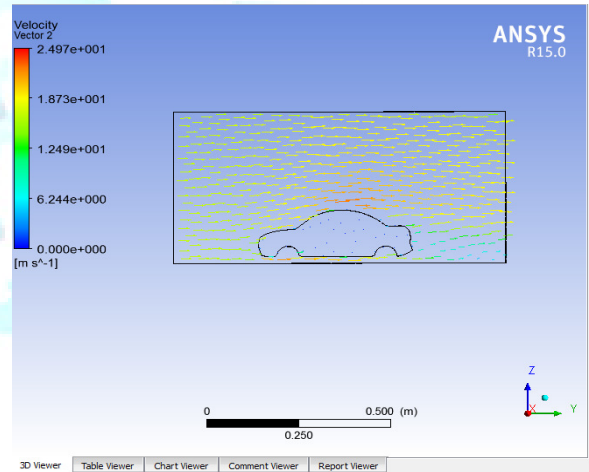 Velocity
Vector 2
2.497e+001
1.873e+001
1.249e+001
6.244e+000
0.000e+000
[m s^-1]
ANSYS
R15.0
Z
X
Y
0
0.500 (m)
0.250
3D Viewer
Table Viewer
Chart Viewer
Comment Viewer
Report Viewer